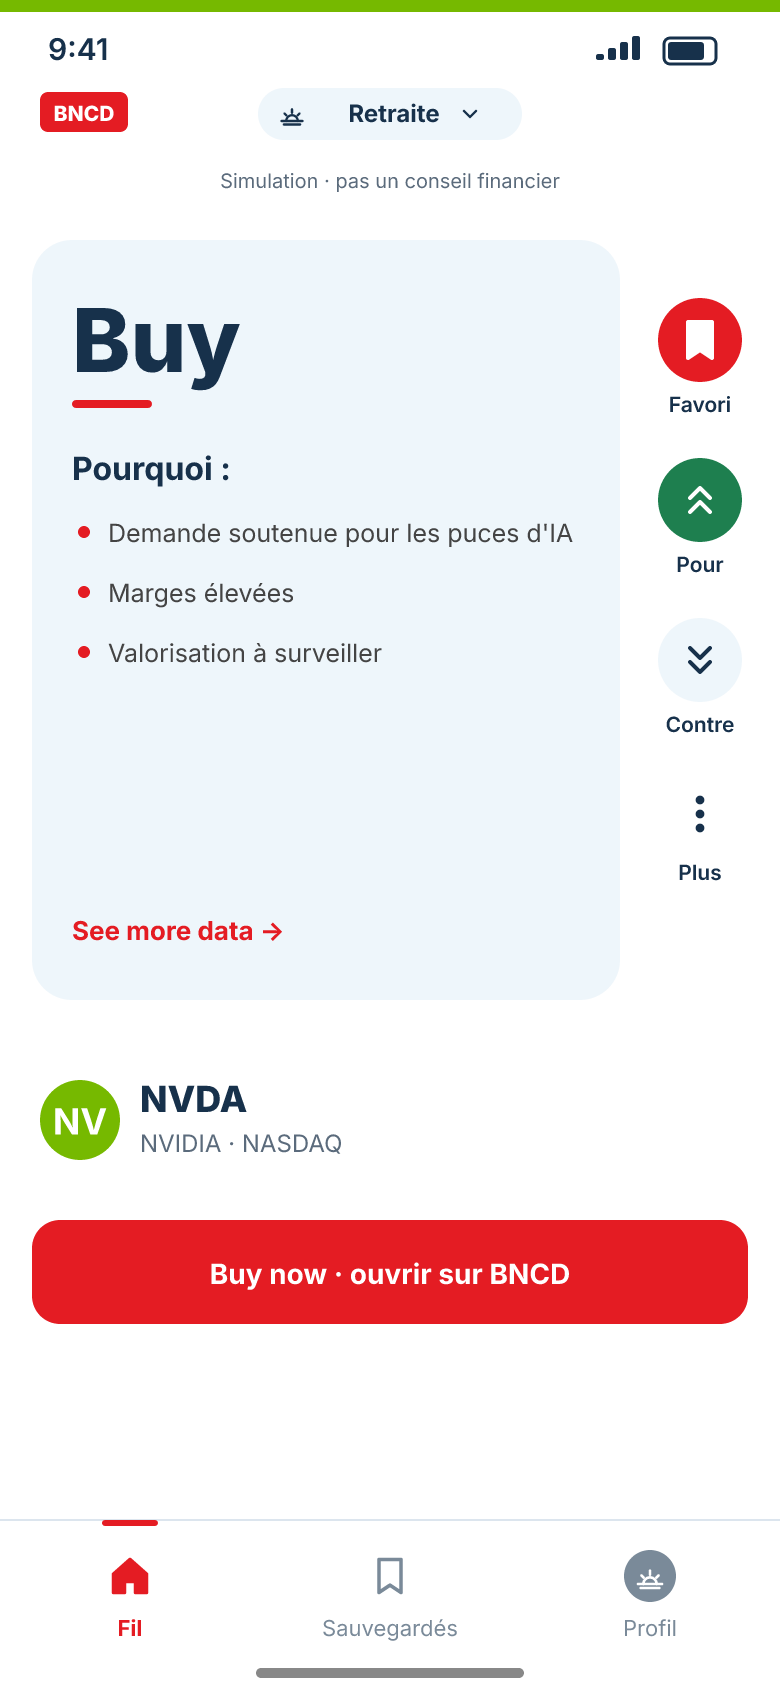 9:41
BNCD
Retraite
Simulation · pas un conseil financier
Buy
Pourquoi :
Demande soutenue pour les puces d'IA
Marges élevées
Valorisation à surveiller
See more data →
Favori
Pour
Contre
Plus
NV
NVDA
NVIDIA · NASDAQ
Buy now · ouvrir sur BNCD
Fil
Sauvegardés
Profil